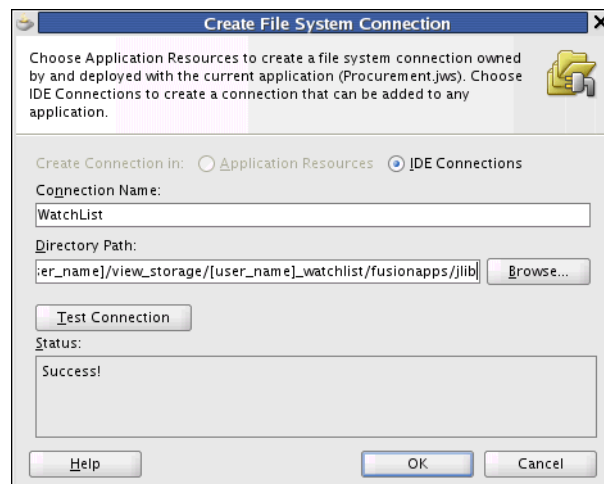 Create File System Connection
Choose Application Resources to create a file system connection owned
by and deployed with the current application (Procurement.jws). Choose
IDE Connections to create a connection that can be added to any
application.
Create Connection in: Application Resources IDE Connections
Connection Name:
WatchList
Directory Path:
er_name]/view_storage/[user_name]_watchlist/fusionapps/jlib Browse...
Test Connection
Status:
Success!
Help OK Cancel